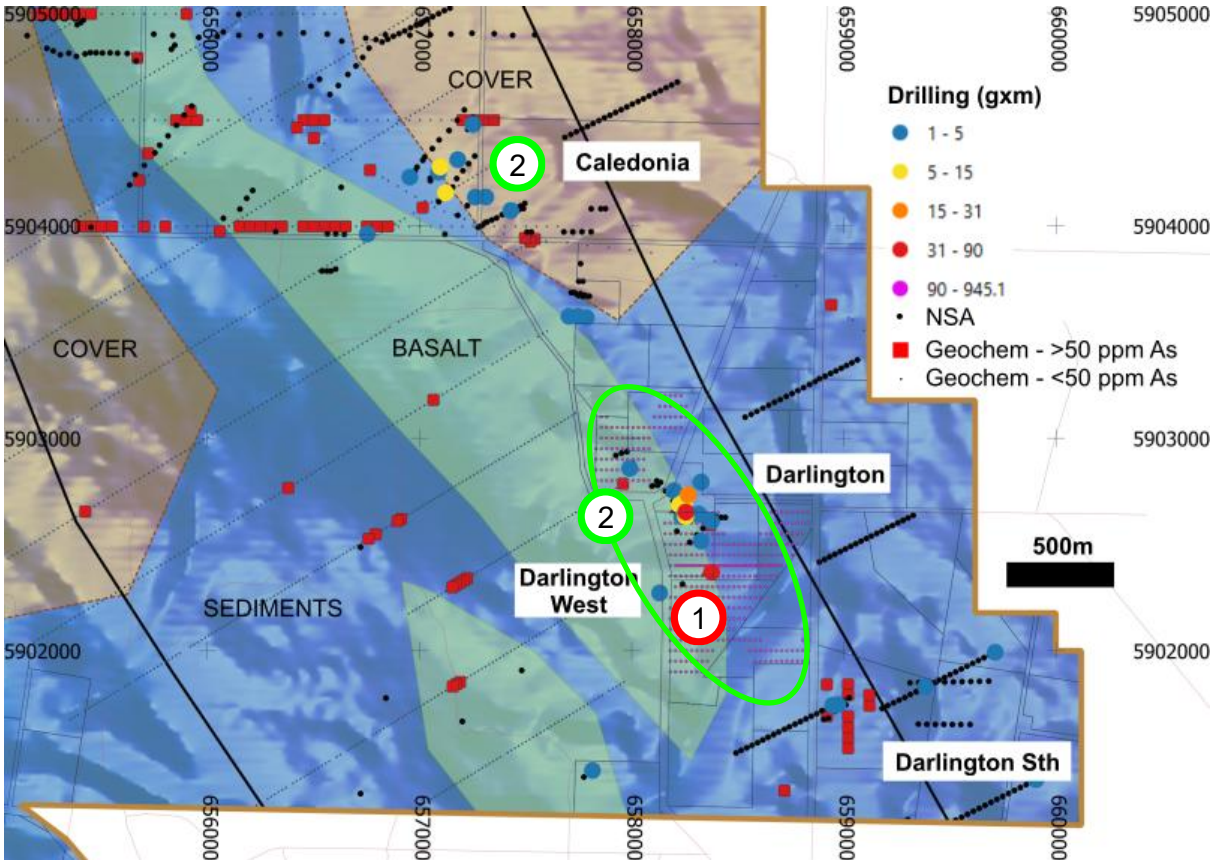 5905000
656000
657000
658000
659000
660000
5905000
COVER
Drilling (gxm)
1 - 5
5 - 15
15 - 31
31 - 90
90 - 945.1
NSA
Geochem - >50 ppm As
Geochem - <50 ppm As
2
Caledonia
5904000
5904000
COVER
BASALT
5903000
5903000
Darlington
2
500m
Darlington
West
SEDIMENTS
1
5902000
5902000
Darlington Sth
656000
657000
658000
659000
660000